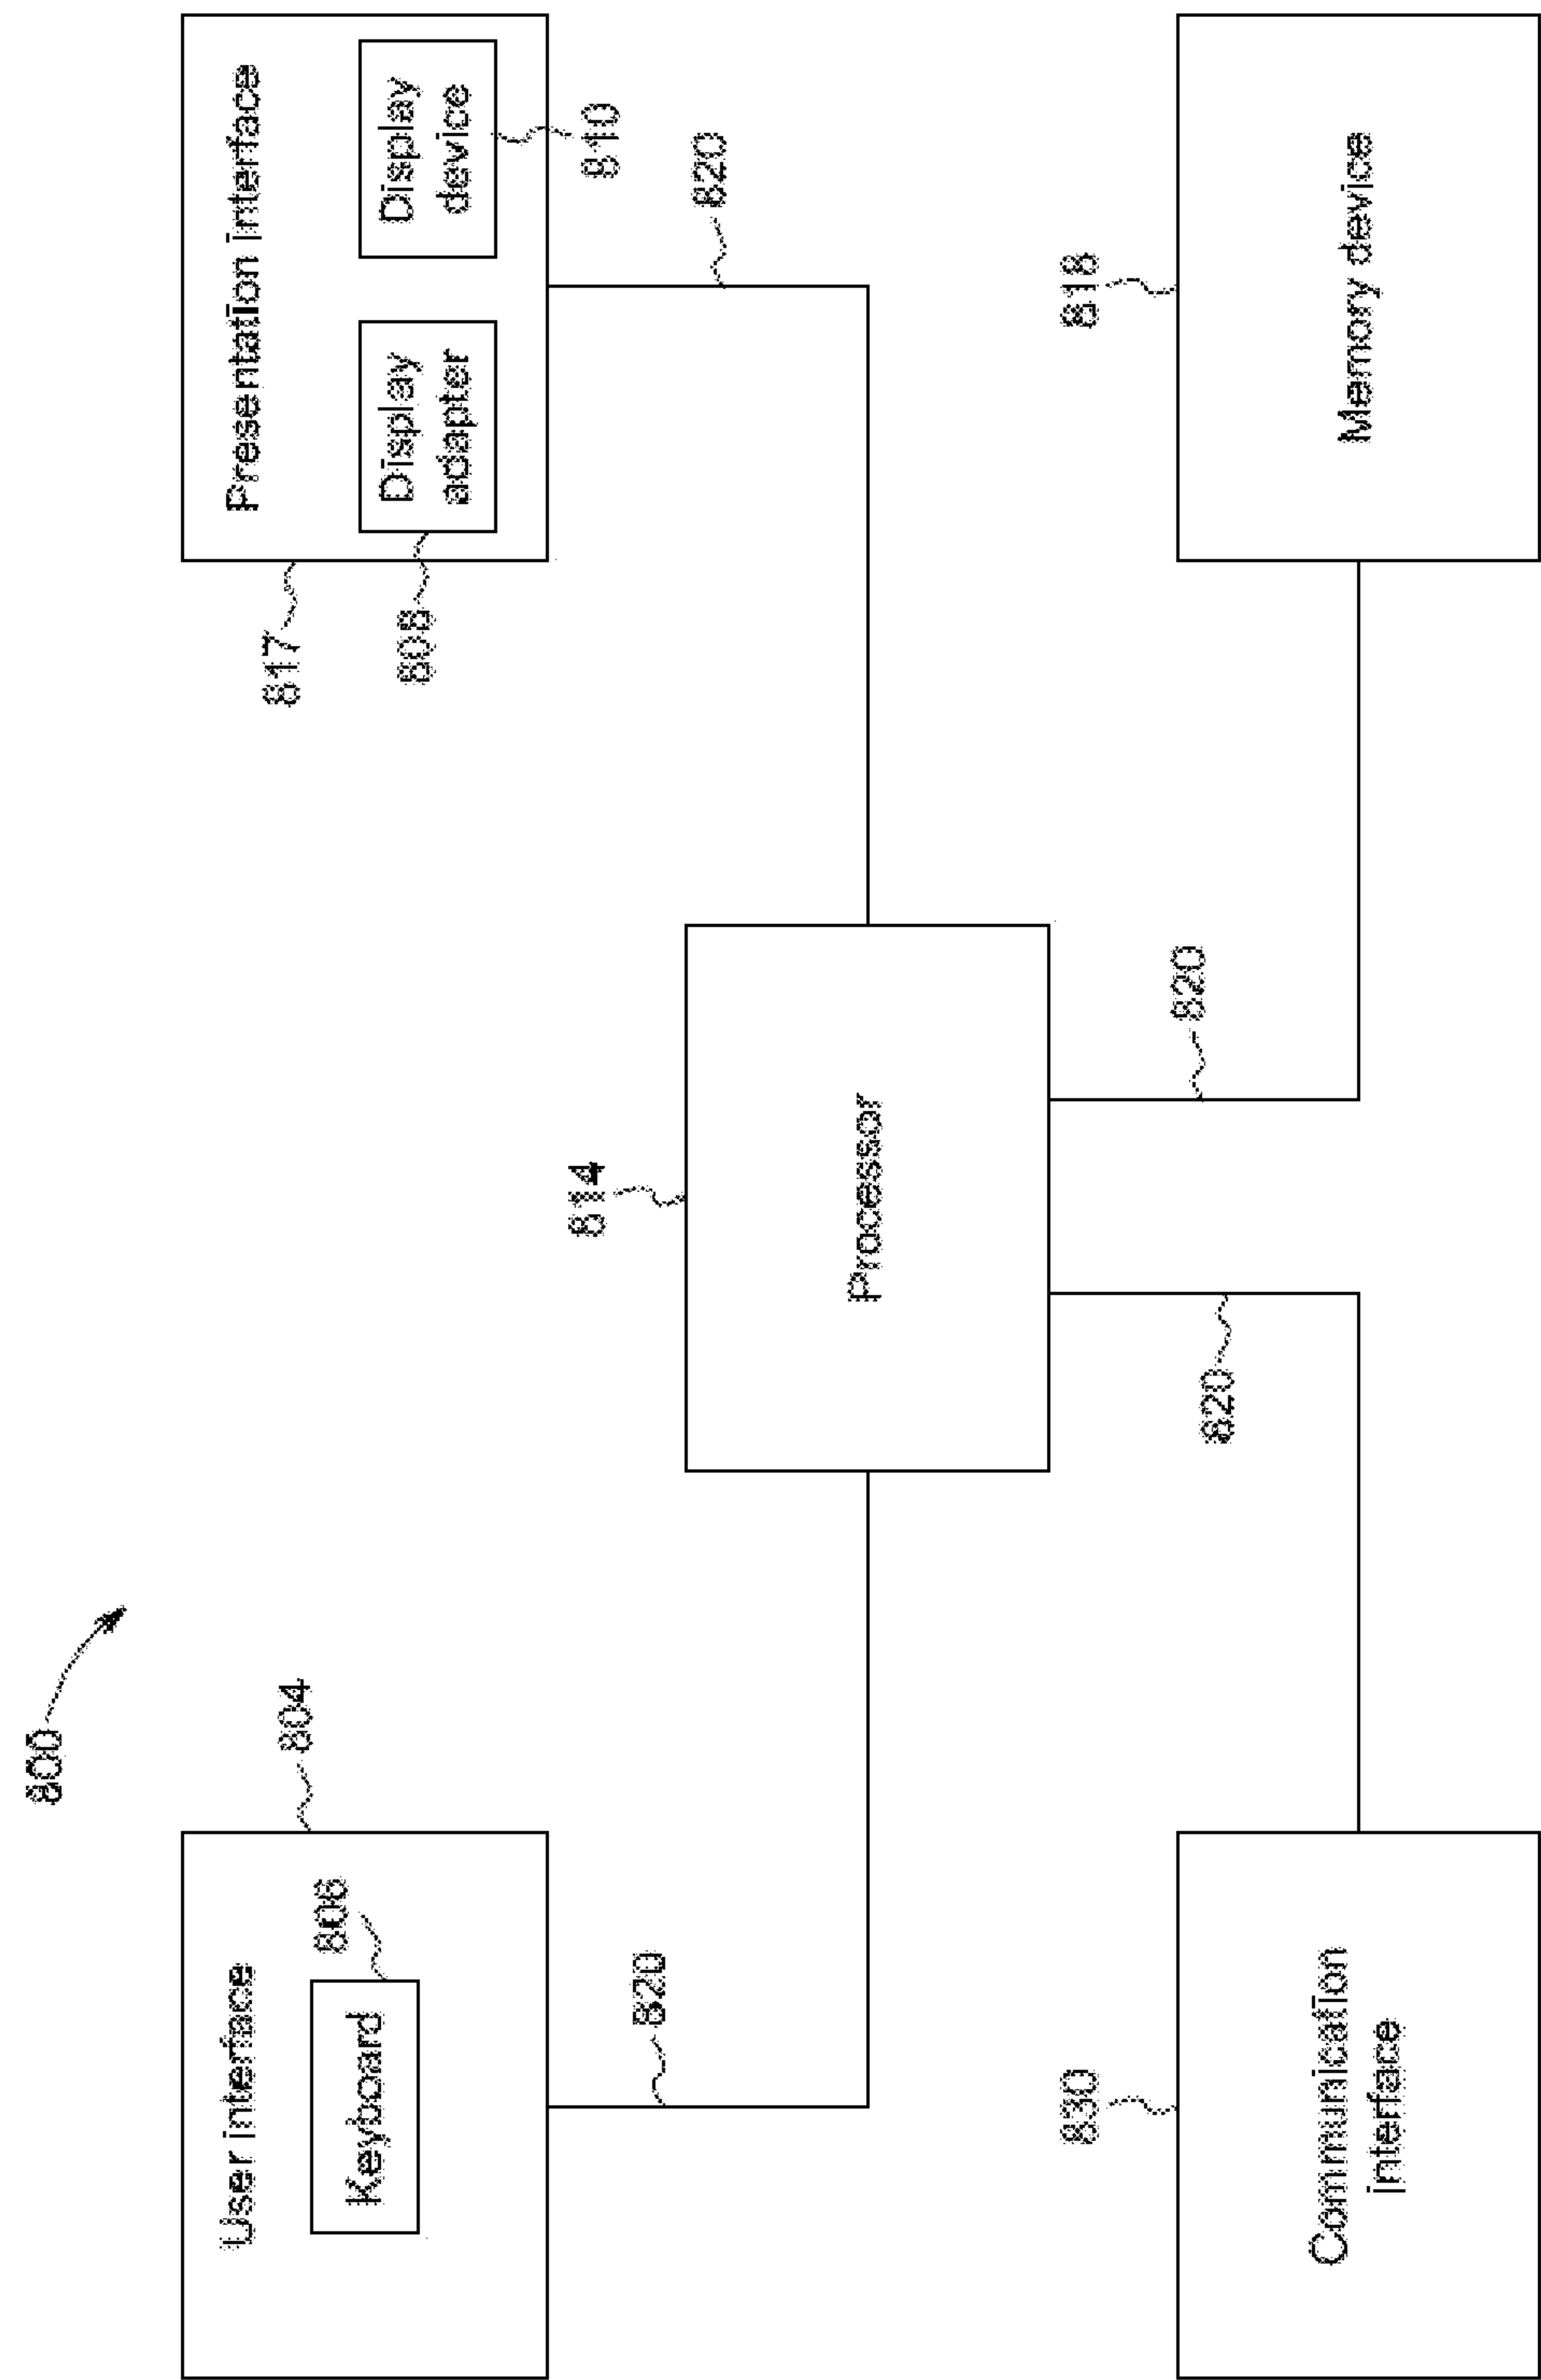 800
804
User interface
806
Keyboard
820
817
Presentation interface
808
Display
adapter
Display
device
810
820
814
Processor
820
820
830
Communication
interface
818
Memory device